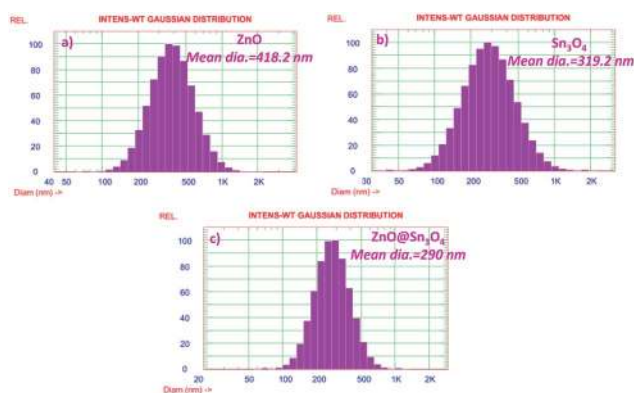 REL. INTENS-WT GAUSSIAN DISTRIBUTION
a) ZnO
Mean dia.=418.2 nm
100
80
60
40
20
0
40 50 100 200 500 1K 2K
Diam (nm) ->
REL. INTENS-WT GAUSSIAN DISTRIBUTION
b) Sn₃O₄
Mean dia.=319.2 nm
100
80
60
40
20
0
30 50 100 200 500 1K 2K
Diam (nm) ->
REL. INTENS-WT GAUSSIAN DISTRIBUTION
c) ZnO@Sn₃O₄
Mean dia.=290 nm
100
80
60
40
20
0
20 50 100 200 500 1K 2K
Diam (nm) ->